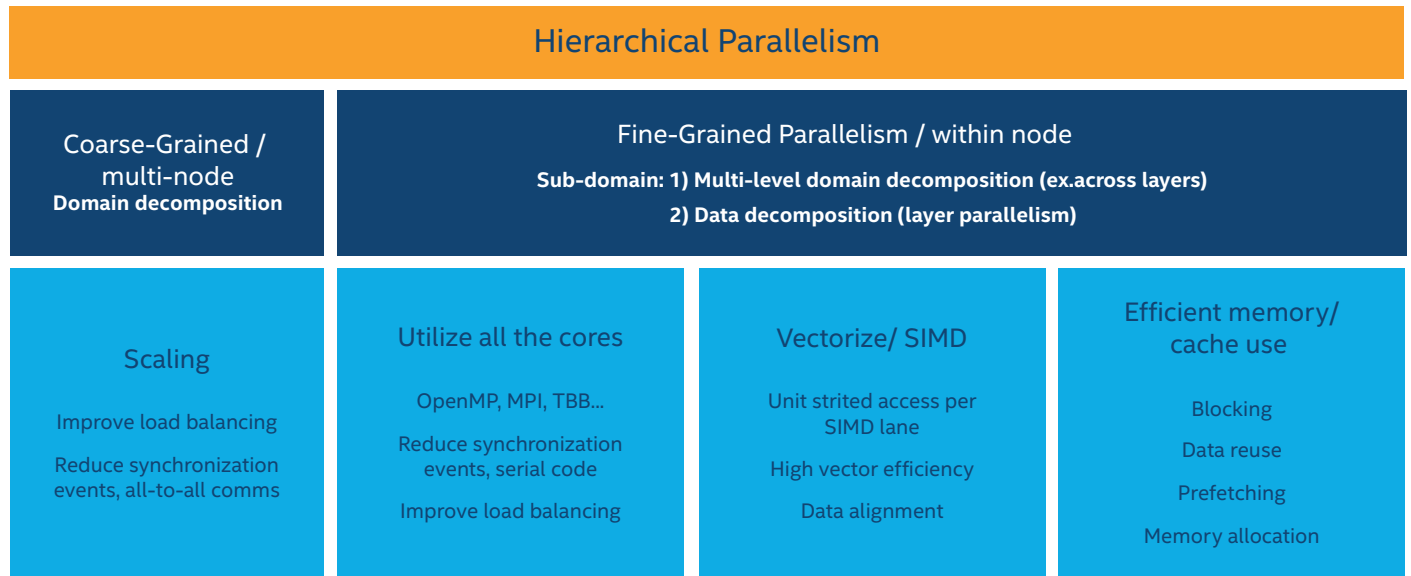 Hierarchical Parallelism
Coarse-Grained /
multi-node
Domain decomposition
Fine-Grained Parallelism / within node
Sub-domain: 1) Multi-level domain decomposition (ex.across layers)
2) Data decomposition (layer parallelism)
Scaling
Improve load balancing
Reduce synchronization
events, all-to-all comms
Utilize all the cores
OpenMP, MPI, TBB...
Reduce synchronization
events, serial code
Improve load balancing
Vectorize/ SIMD
Unit strited access per
SIMD lane
High vector efficiency
Data alignment
Efficient memory/
cache use
Blocking
Data reuse
Prefetching
Memory allocation